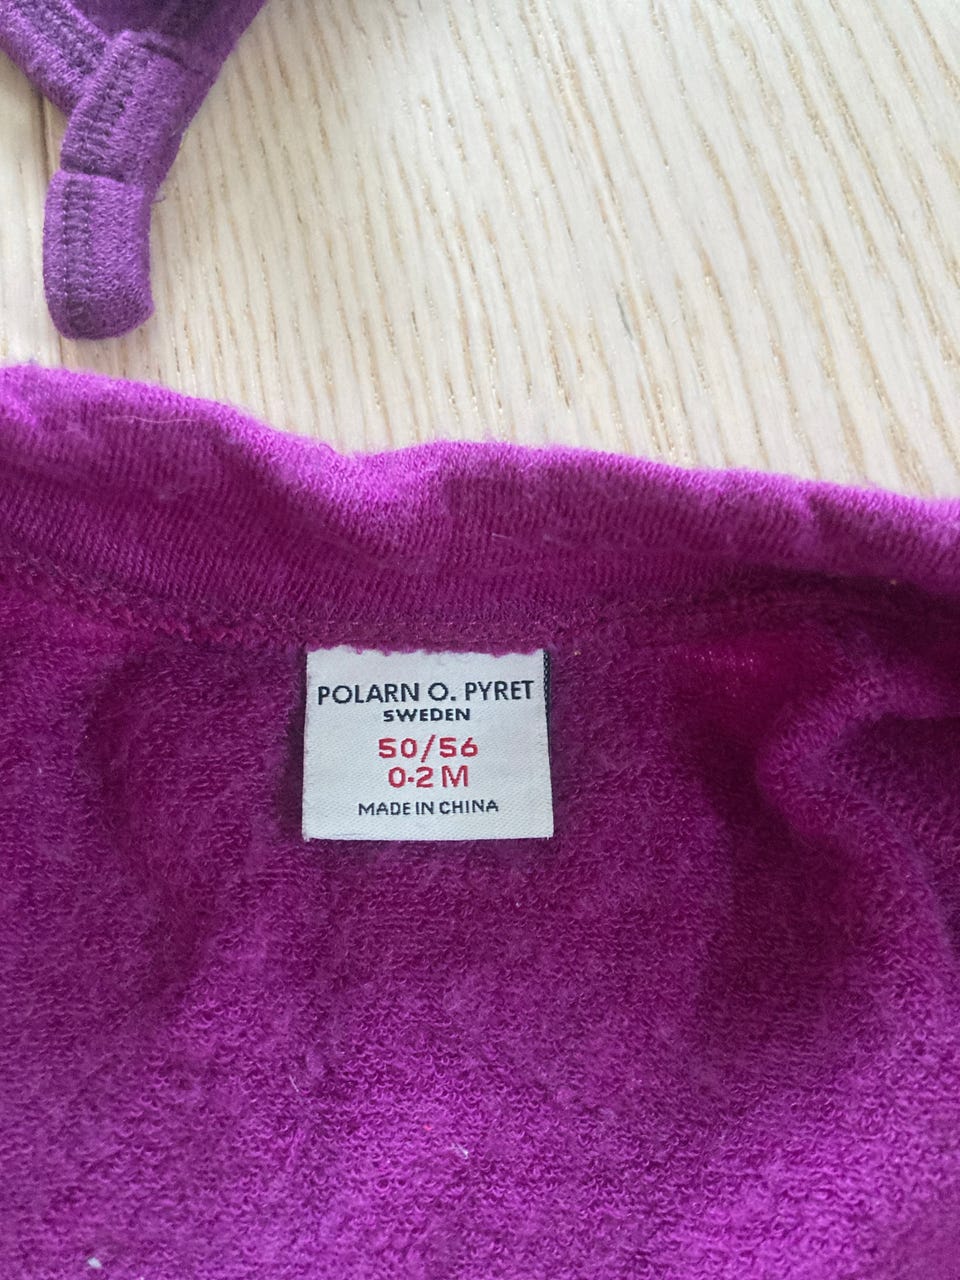 POLARN O. PYRET
SWEDEN
50/56
0-2 M
MADE IN CHINA